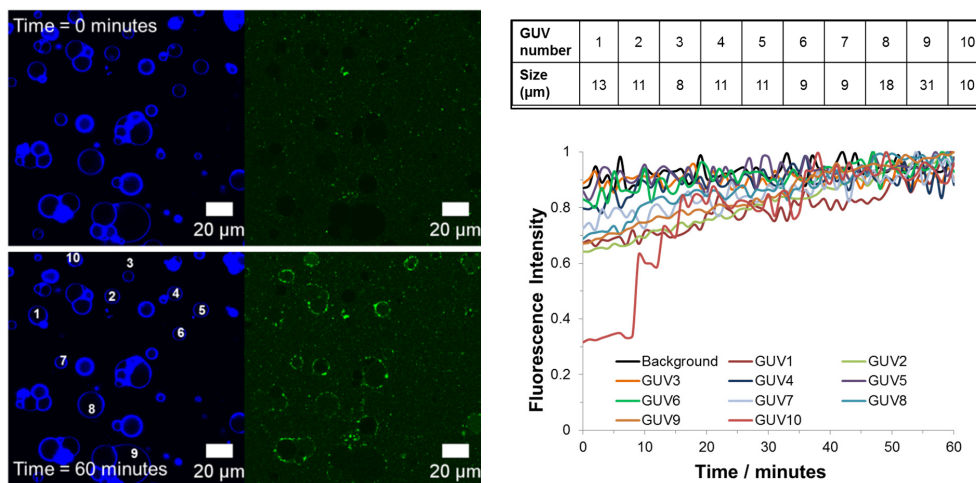 Time = 0 minutes
20 μm
20 μm
10
3
2
4
1
5
6
7
8
9
Time = 60 minutes
20 μm
20 μm
GUV number 1 2 3 4 5 6 7 8 9 10
Size (μm) 13 11 8 11 11 9 9 18 31 10
Fluorescence Intensity
1
0.8
0.6
0.4
0.2
0
Background GUV1 GUV2
GUV3 GUV4 GUV5
GUV6 GUV7 GUV8
GUV9 GUV10
0 10 20 30 40 50 60
Time / minutes